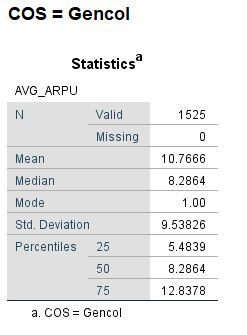 COS = Gencol
Statisticsa
AVG_ARPU
N Valid 1525
Missing 0
Mean 10.7666
Median 8.2864
Mode 1.00
Std. Deviation 9.53826
Percentiles 25 5.4839
50 8.2864
75 12.8378
a. COS = Gencol